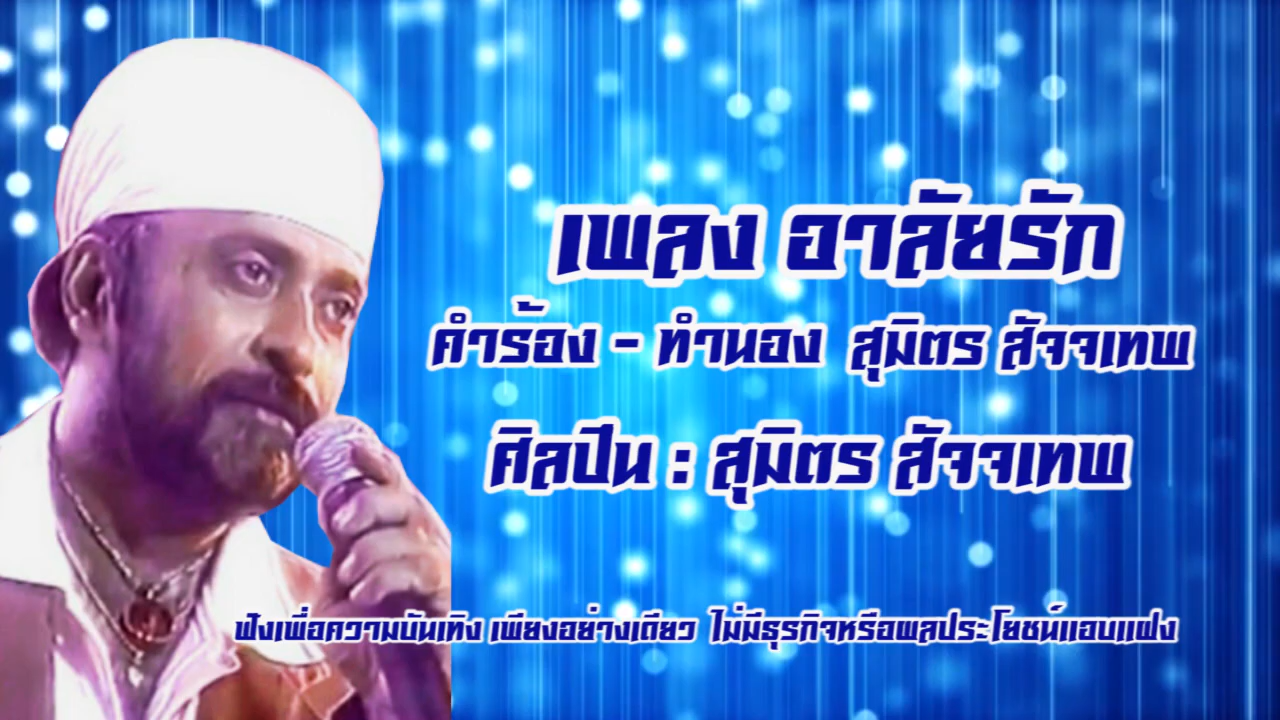 เพลง อาลัยรัก
คำร้อง - ทำนอง สุมิตร สัจจเทพ
ศิลปิน : สุมิตร สัจจเทพ
ฟังเพื่อความบันเทิง เพียงอย่างเดียว ไม่มีธุรกิจหรือผลประโยชน์แอบแฝง